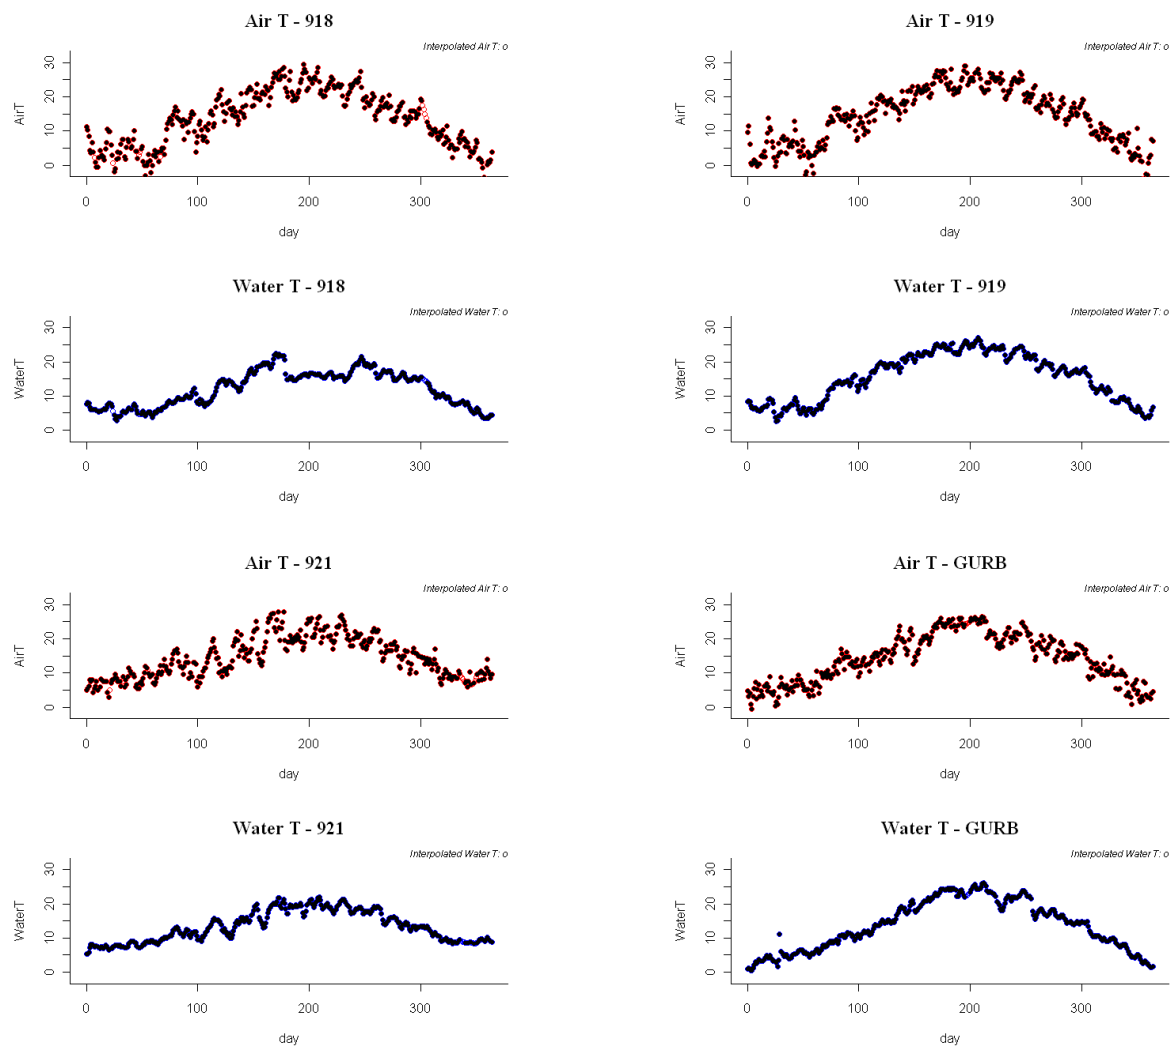 Air T - 918
Interpolated Air T: o
AirT
0 10 20 30
0 100 200 300
day
Air T - 919
Interpolated Air T: o
AirT
0 10 20 30
0 100 200 300
day
Water T - 918
Interpolated Water T: o
WaterT
0 10 20 30
0 100 200 300
day
Water T - 919
Interpolated Water T: o
WaterT
0 10 20 30
0 100 200 300
day
Air T - 921
Interpolated Air T: o
AirT
0 10 20 30
0 100 200 300
day
Air T - GURB
Interpolated Air T: o
AirT
0 10 20 30
0 100 200 300
day
Water T - 921
Interpolated Water T: o
WaterT
0 10 20 30
0 100 200 300
day
Water T - GURB
Interpolated Water T: o
WaterT
0 10 20 30
0 100 200 300
day